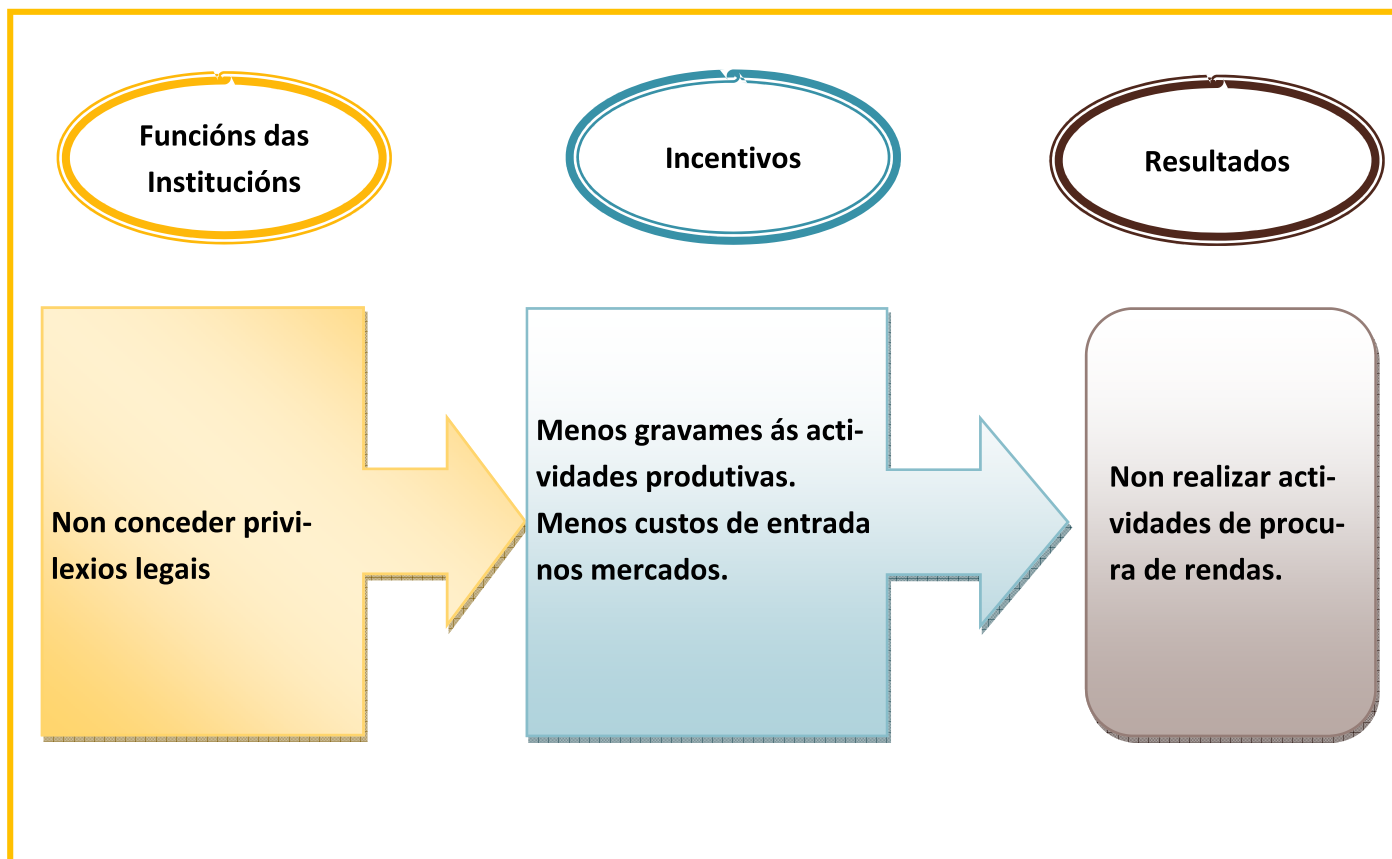 Funcións das
Institucións
Incentivos
Resultados
Non conceder privi-
lexios legais
Menos gravames ás acti-
vidades produtivas.
Menos custos de entrada
nos mercados.
Non realizar acti-
vidades de procu-
ra de rendas.